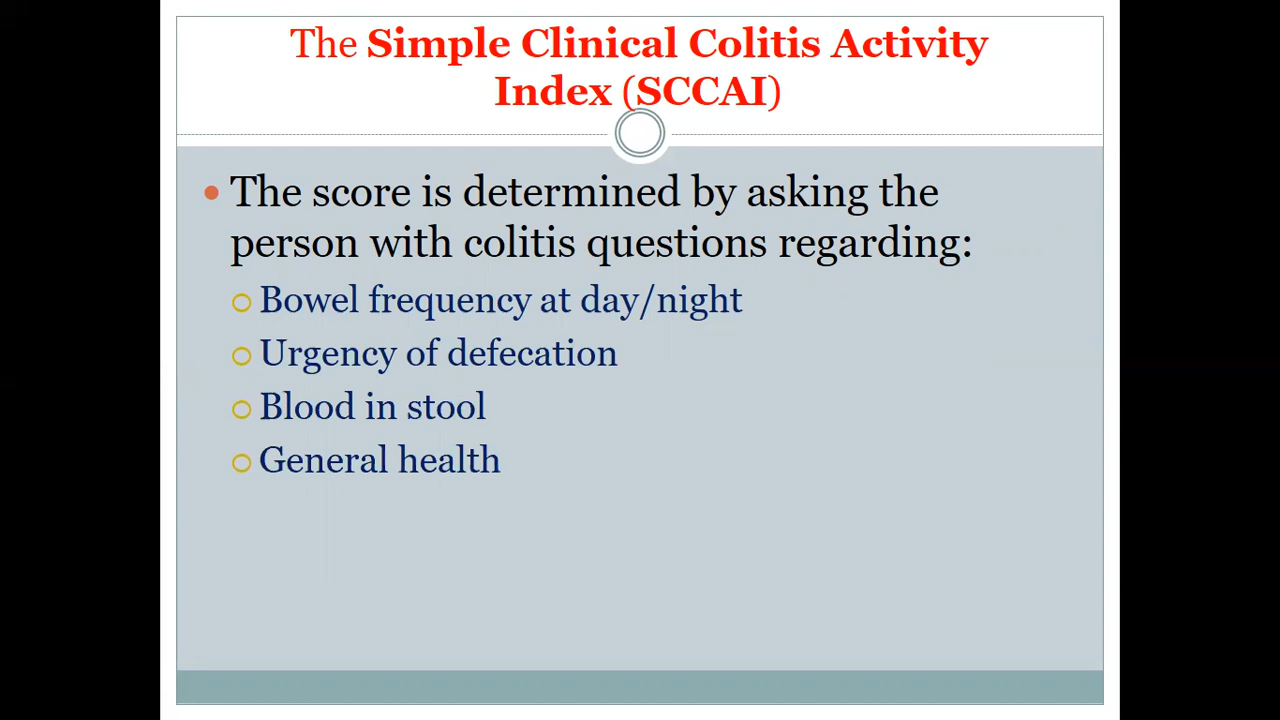 The Simple Clinical Colitis Activity
Index (SCCAI)
The score is determined by asking the
person with colitis questions regarding:
Bowel frequency at day/night
Urgency of defecation
Blood in stool
General health